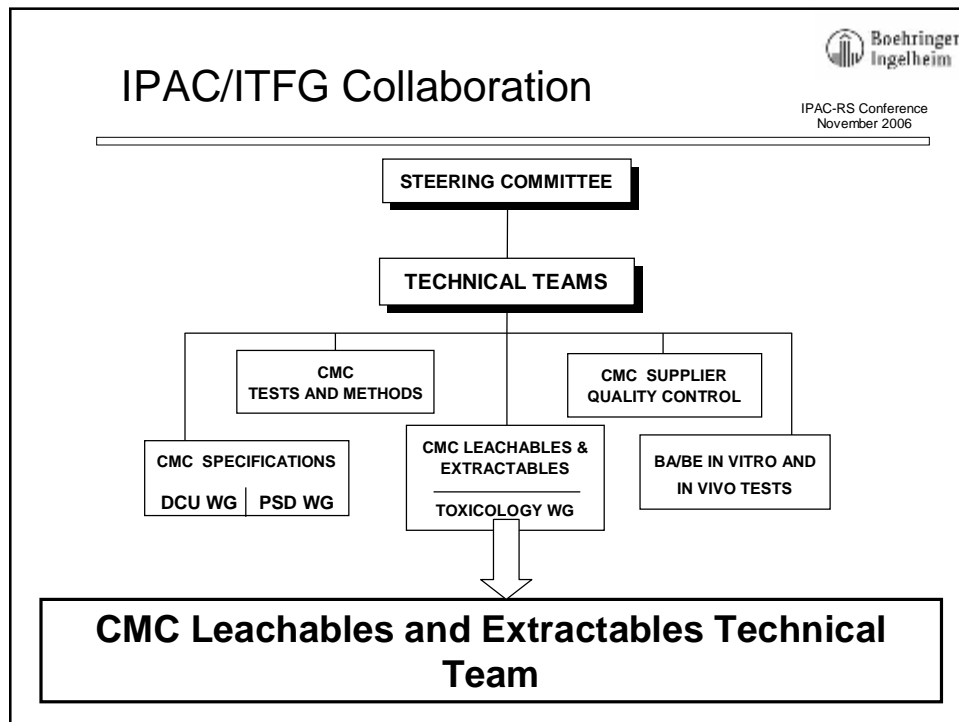 Boehringer
Ingelheim
IPAC/ITFG Collaboration
IPAC-RS Conference
November 2006
STEERING COMMITTEE
TECHNICAL TEAMS
CMC
TESTS AND METHODS
CMC SUPPLIER
QUALITY CONTROL
CMC SPECIFICATIONS
DCU WG PSD WG
CMC LEACHABLES &
EXTRACTABLES
TOXICOLOGY WG
BA/BE IN VITRO AND
IN VIVO TESTS
CMC Leachables and Extractables Technical
Team